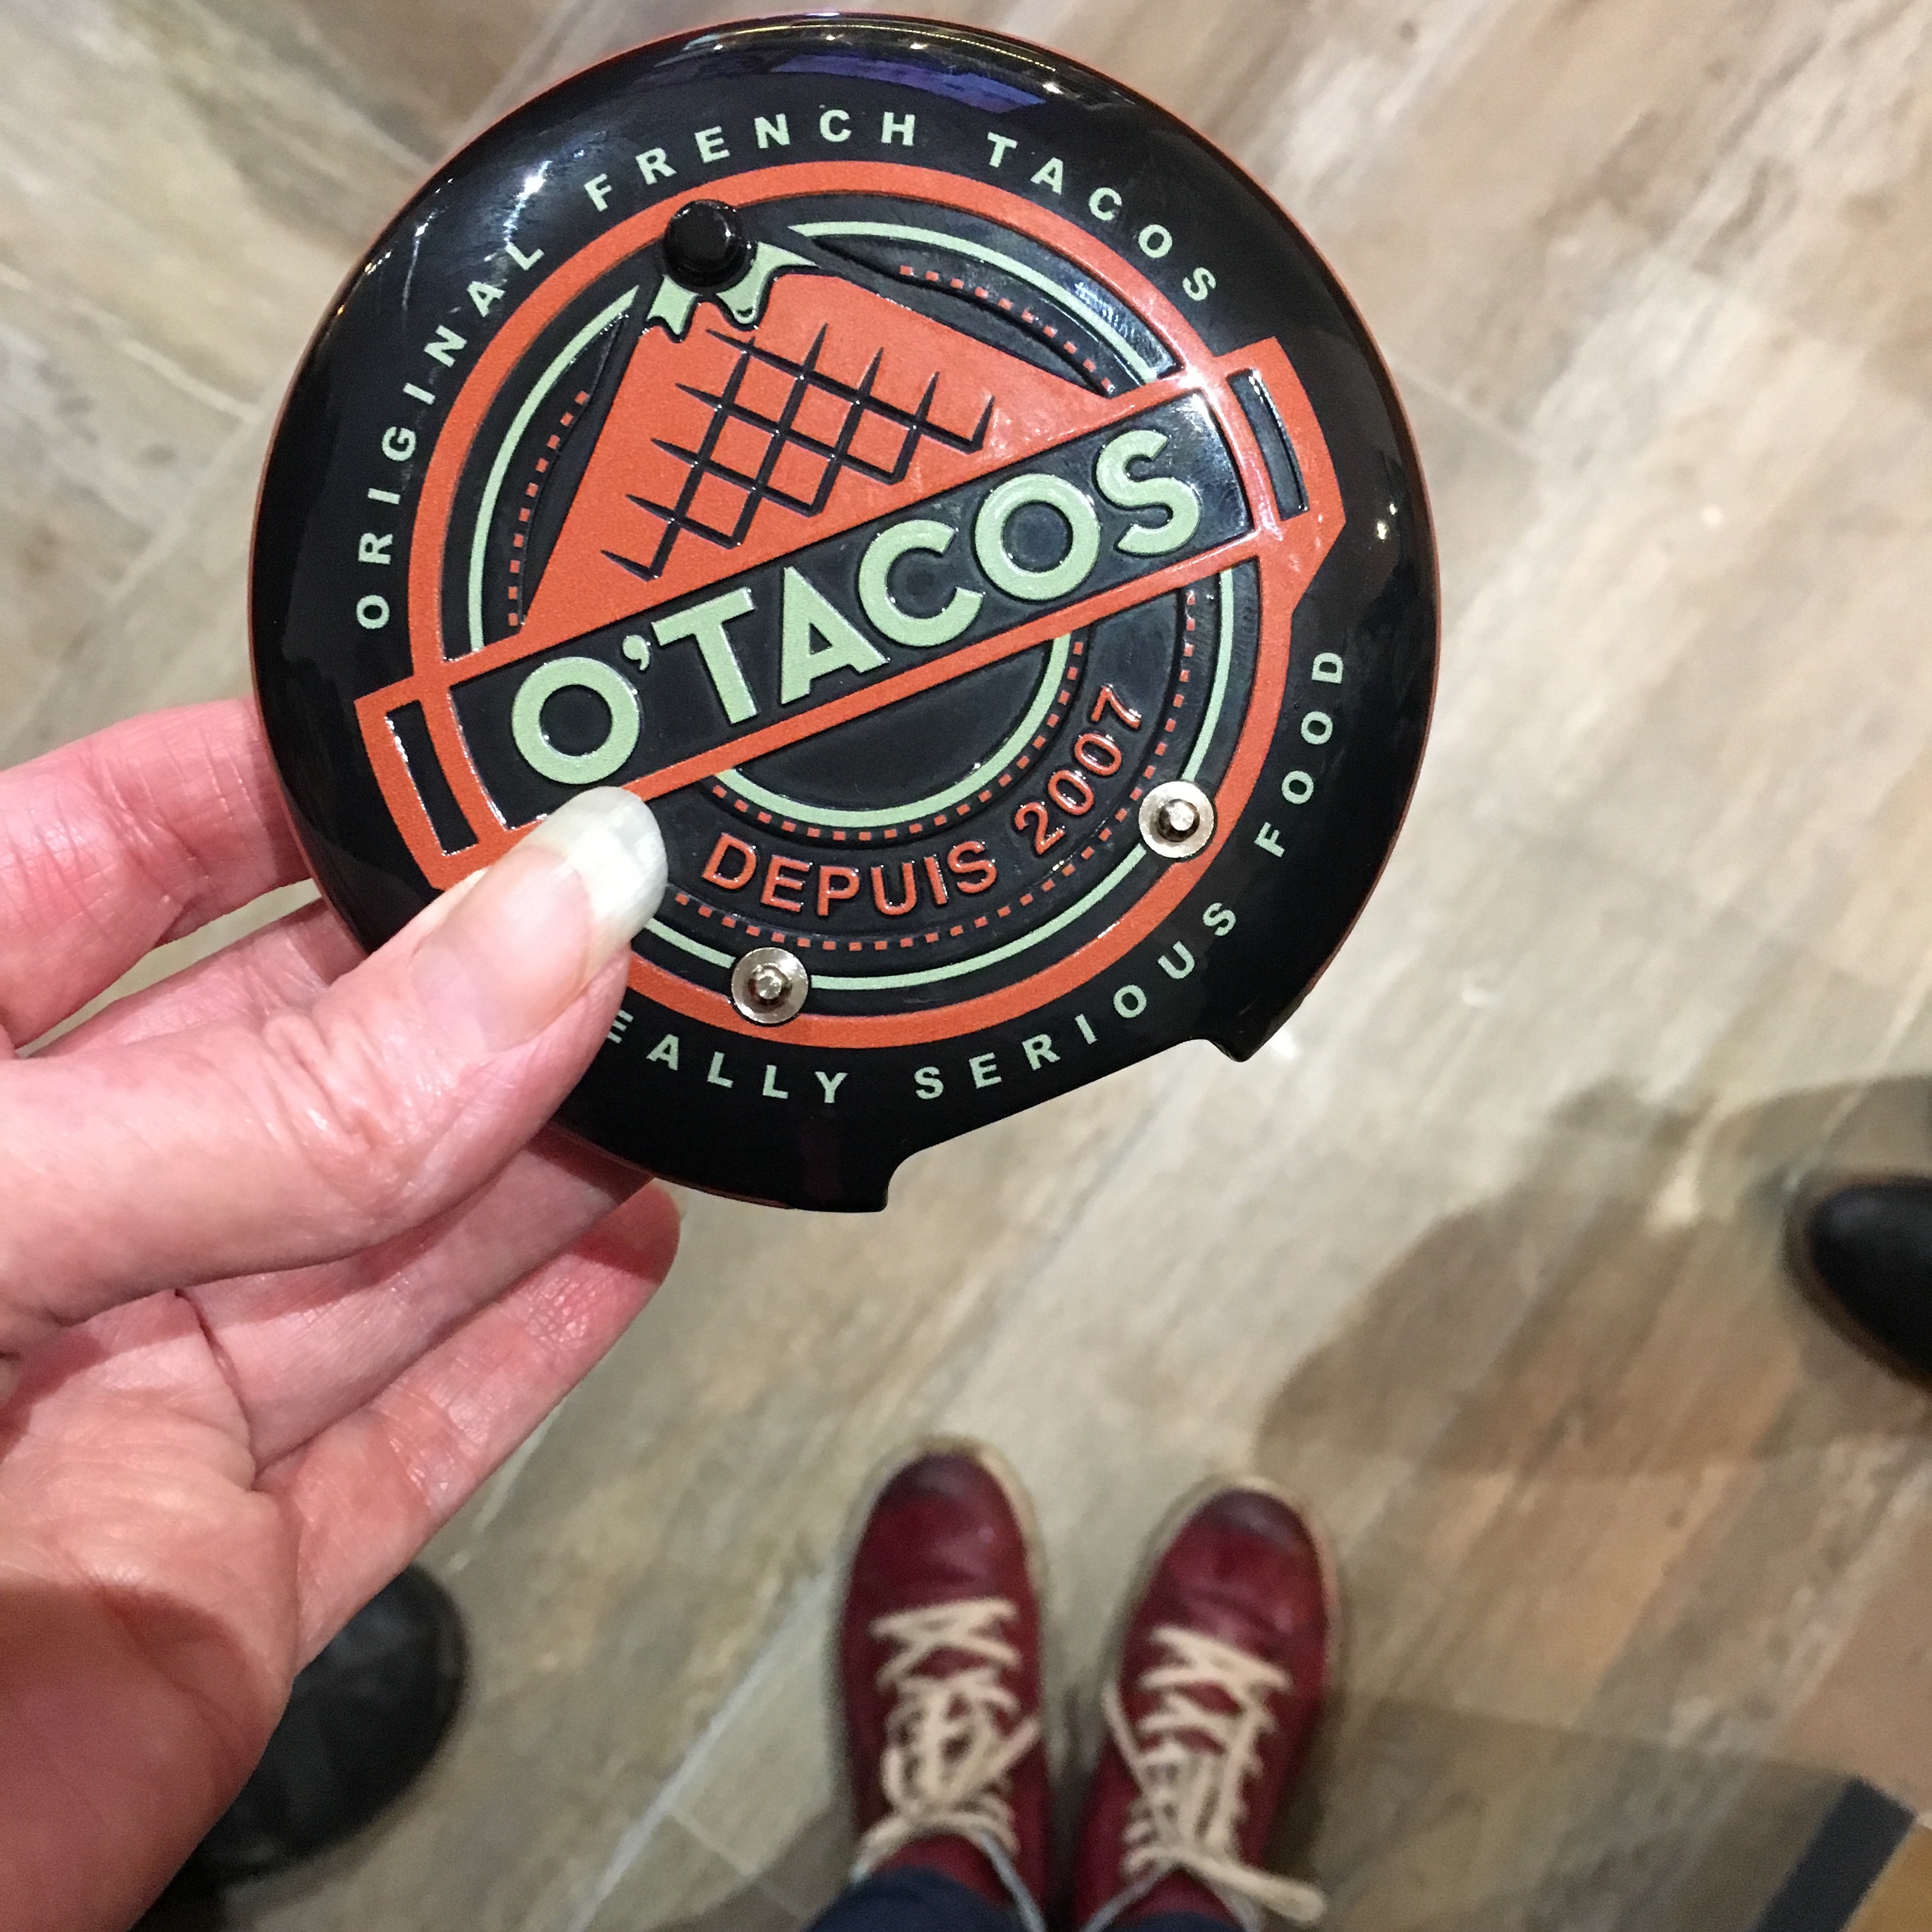 ORIGINAL FRENCH TACOS
O'TACOS
DEPUIS 2007
EALLY SERIOUS FOOD